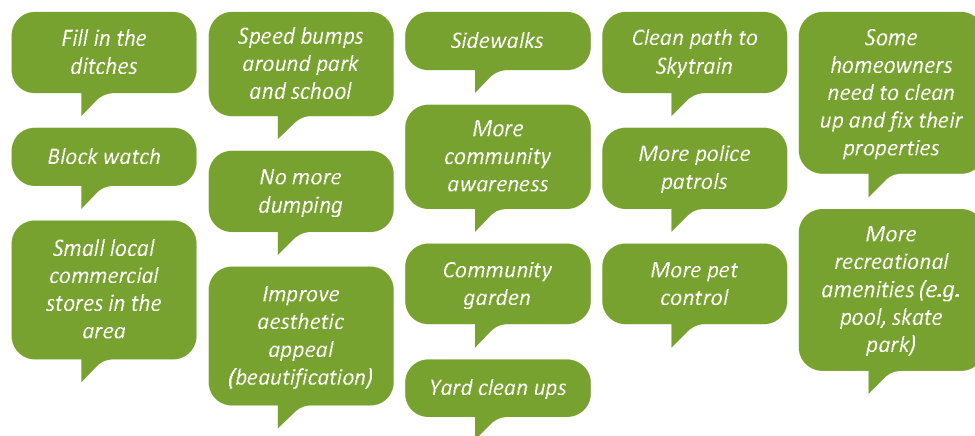 Fill in the
ditches
Block watch
Small local
commercial
stores in the
area
Speed bumps
around park
and school
No more
dumping
Improve
aesthetic
appeal
(beautification)
Sidewalks
More
community
awareness
Community
garden
Yard clean ups
Clean path to
Skytrain
More police
patrols
More pet
control
Some
homeowners
need to clean
up and fix their
properties
More
recreational
amenities (e.g.
pool, skate
park)